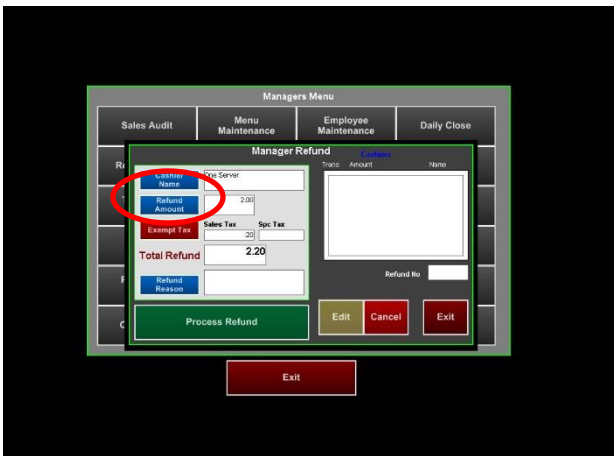 Managers Menu
Sales Audit
Menu
Maintenance
Employee
Maintenance
Daily Close
Manager Refund
Cashiers
Trans Amount Name
Cashier
Name
One Server
Refund
Amount
2.00
Exempt Tax
Sales Tax Spc Tax
.20
Total Refund 2.20
Refund No
Refund
Reason
Process Refund
Edit
Cancel
Exit
Exit